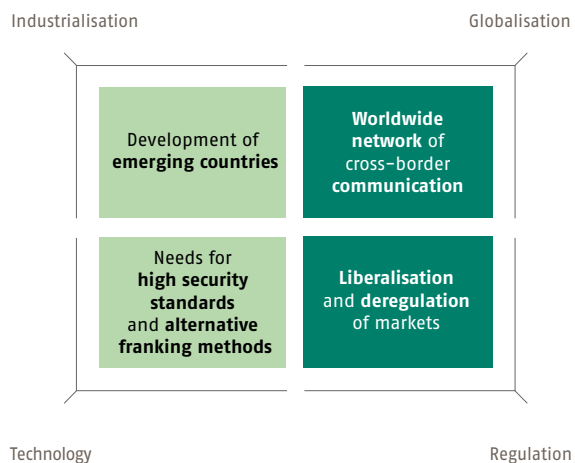 Industrialisation
Globalisation
Development of
emerging countries
Worldwide
network of
cross-border
communication
Needs for
high security
standards
and alternative
franking methods
Liberalisation
and deregulation
of markets
Technology
Regulation